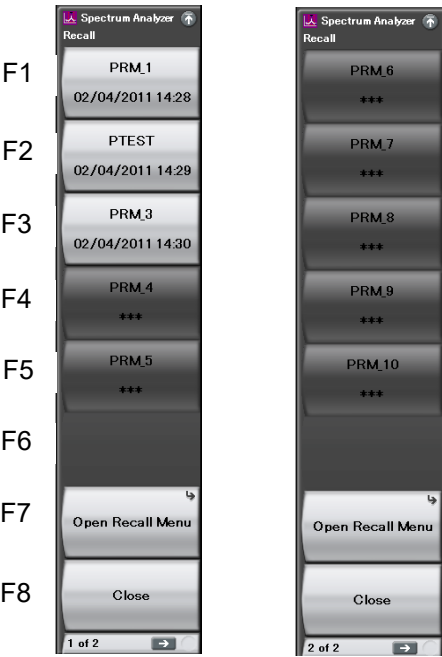 Spectrum Analyzer
Recall
F1
PRM_1
02/04/2011 14:28
F2
PTEST
02/04/2011 14:29
F3
PRM_3
02/04/2011 14:30
F4
PRM_4
***
F5
PRM_5
***
F6
F7
Open Recall Menu
F8
Close
1 of 2
Spectrum Analyzer
Recall
PRM_6
***
PRM_7
***
PRM_8
***
PRM_9
***
PRM_10
***
Open Recall Menu
Close
2 of 2